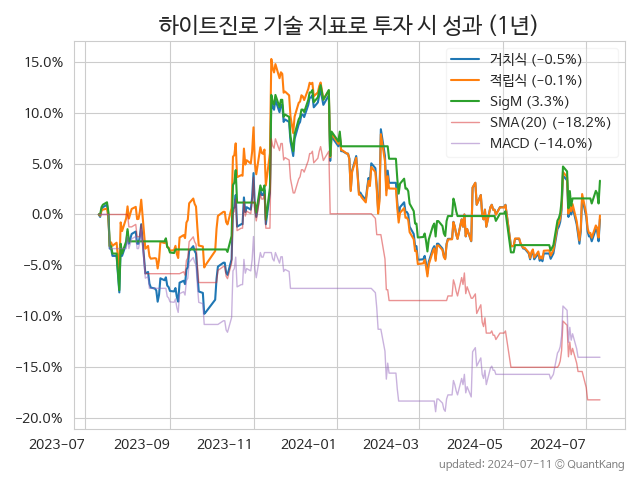 하이트진로 기술 지표로 투자 시 성과 (1년)
15.0%
10.0%
5.0%
0.0%
−5.0%
−10.0%
−15.0%
−20.0%
거치식 (−0.5%)
적립식 (−0.1%)
SigM (3.3%)
SMA(20) (−18.2%)
MACD (−14.0%)
2023-07 2023-09 2023-11 2024-01 2024-03 2024-05 2024-07
updated: 2024-07-11 © QuantKang